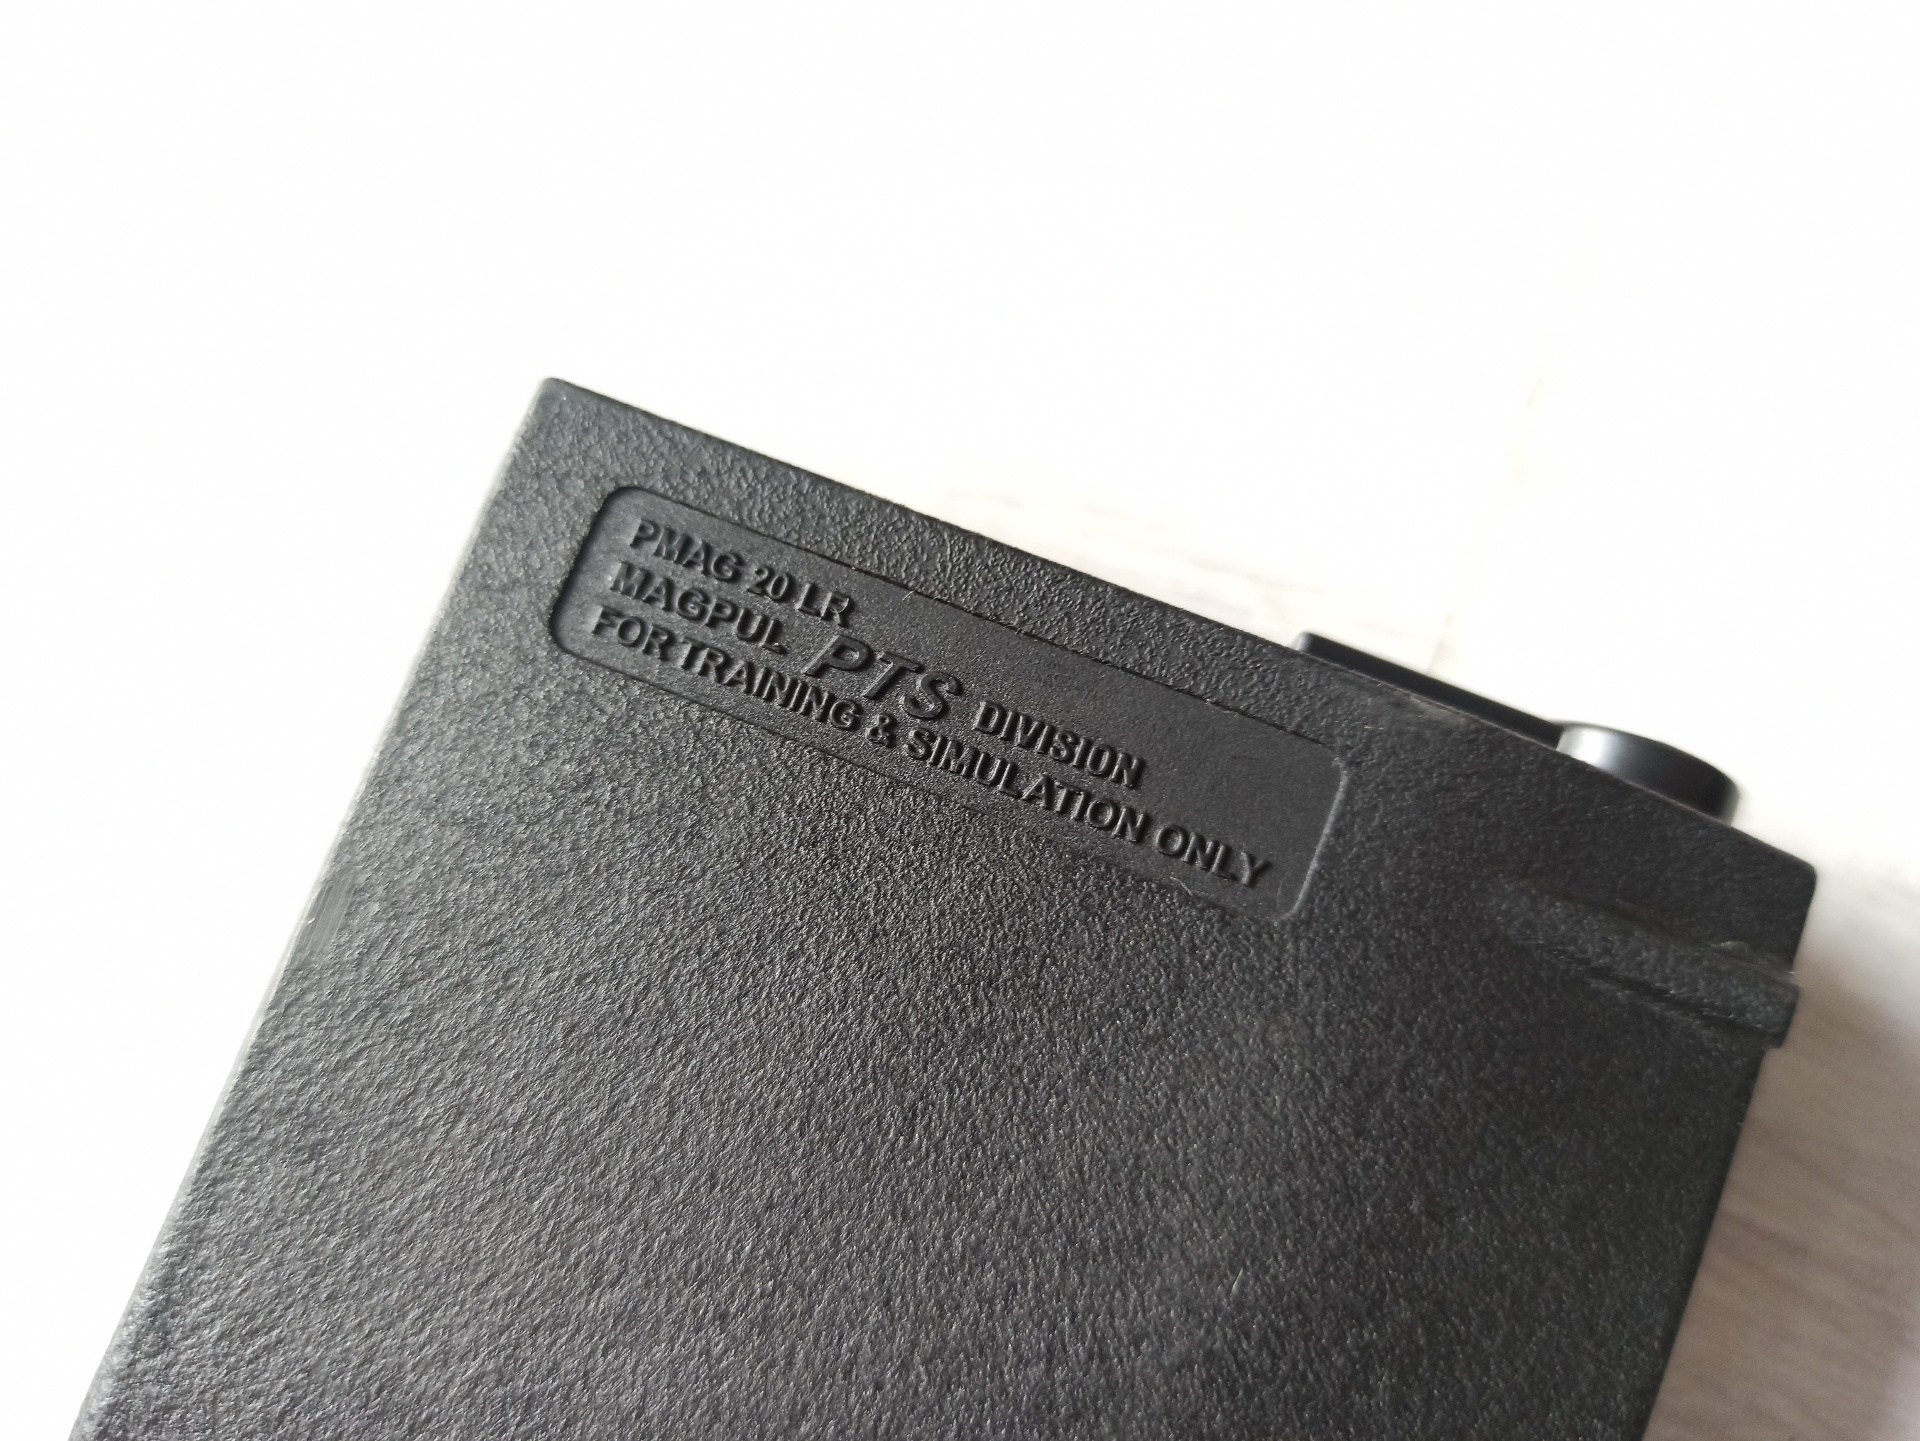 PMAG 20 LR
MAGPUL PTS DIVISION
FOR TRAINING & SIMULATION ONLY